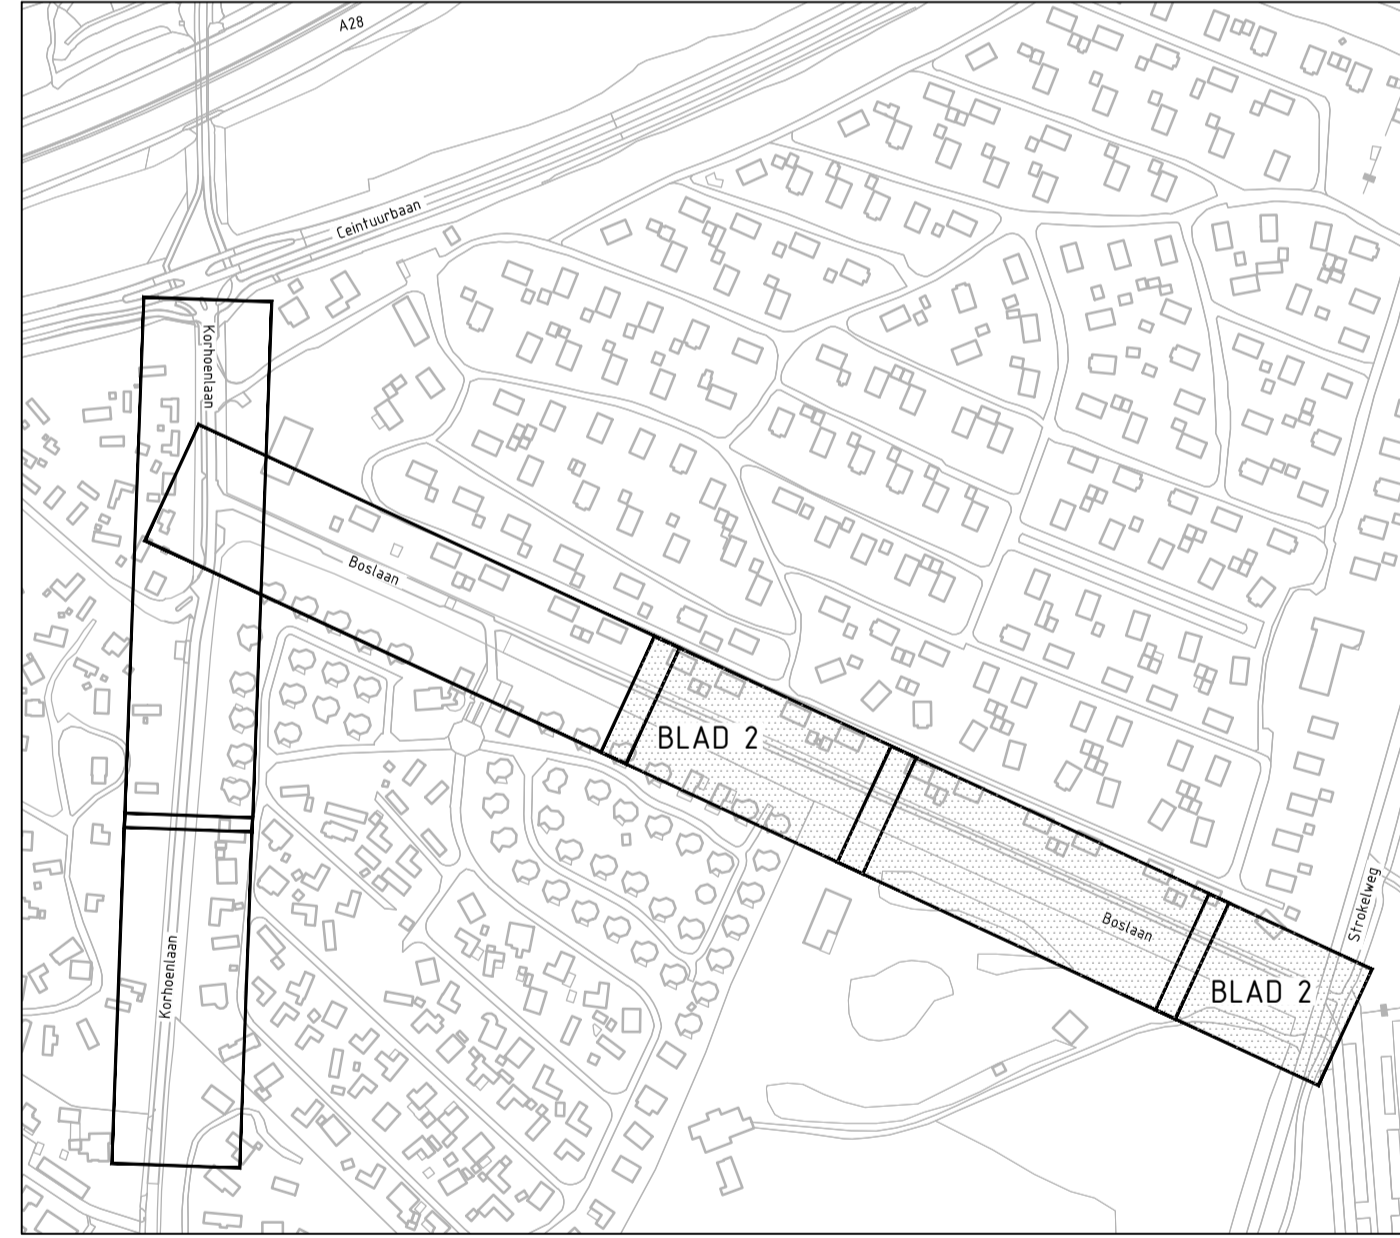 A28
Ceintuurbaan
Korhoenlaan
Boslaan
BLAD 2
Boslaan
Strokelweg
Korhoenlaan
BLAD 2